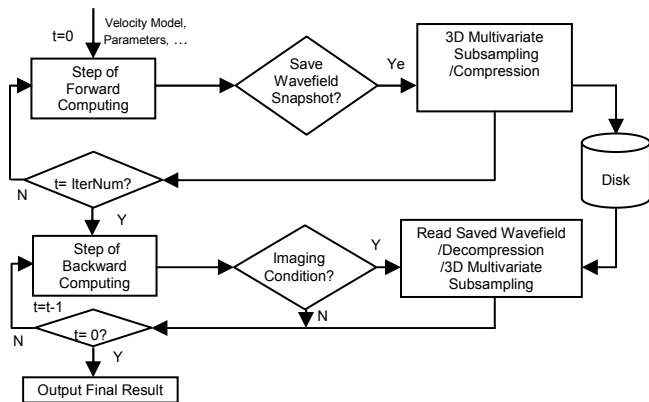 t=0
Velocity Model,
Parameters, …
Step of
Forward
Computing
Save
Wavefield
Snapshot?
Ye
3D Multivariate
Subsampling
/Compression
Disk
t= IterNum?
N
Y
Step of
Backward
Computing
Imaging
Condition?
Y
N
Read Saved Wavefield
/Decompression
/3D Multivariate
Subsampling
t=t-1
t= 0?
N
Y
Output Final Result